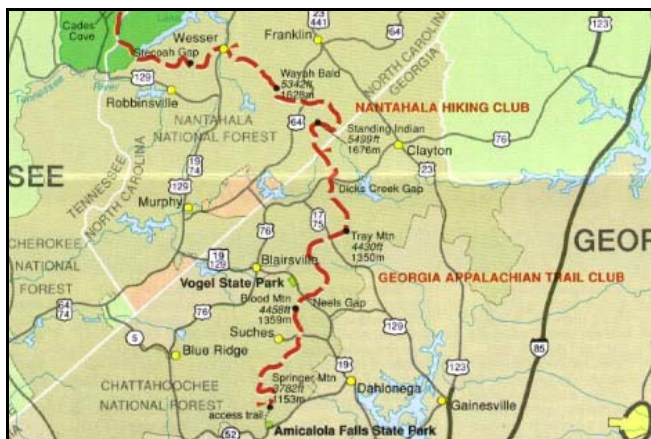 Cades
Cove
Lake
Wesser
Stecoah Gap
23
441
Franklin
64
123
129
River
Tennessee
Robbinsville
Wayah Bald
5342ft
1628m
NORTH CAROLINA
GEORGIA
NANTAHALA HIKING CLUB
NANTAHALA
NATIONAL FOREST
64
Standing Indian
5499ft
1676m
76
Clayton
23
SEE
TENNESSEE
NORTH CAROLINA
19
74
129
Murphy
Dicks Creek Gap
17
75
76
Tray Mtn
4430ft
1350m
GEOR
CHEROKEE
NATIONAL
FOREST
19
129
Blairsville
GEORGIA APPALACHIAN TRAIL CLUB
Vogel State Park
Blood Mtn
4458ft
1359m
Neels Gap
64
74
76
5
Suches
129
Blue Ridge
19
123
85
CHATTAHOOCHEE
NATIONAL FOREST
Springer Mtn
3782ft
1153m
access trail
Dahlonega
Gainesville
52
Amicalola Falls State Park